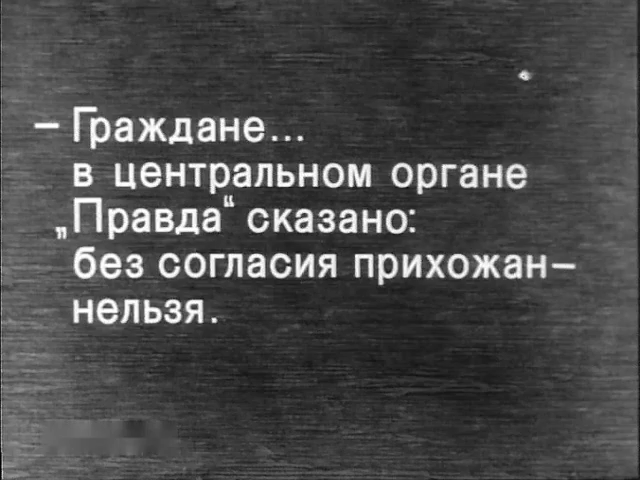 – Граждане...
в центральном органе
„Правда“ сказано:
без согласия прихожан–
нельзя.